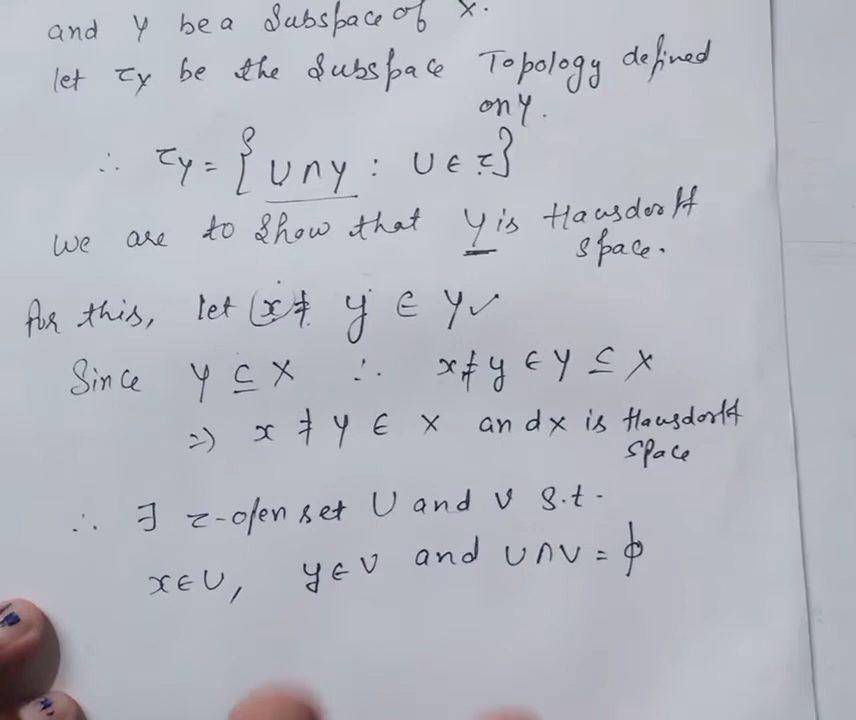 and Y be a Subspace of X.
let τY be the Subspace Topology defined
on Y.
∴ τY = { U∩Y : U ∈ τ }
We are to Show that Y is Hausdorff
space.
For this, let x ≠ y ∈ Y ✓
Since Y ⊆ X ∴ x ≠ y ∈ Y ⊆ X
=> x ≠ y ∈ X and X is Hausdorff
Space
∴ ∃ τ-open set U and V S.t.
x ∈ U, y ∈ V and U∩V = ϕ